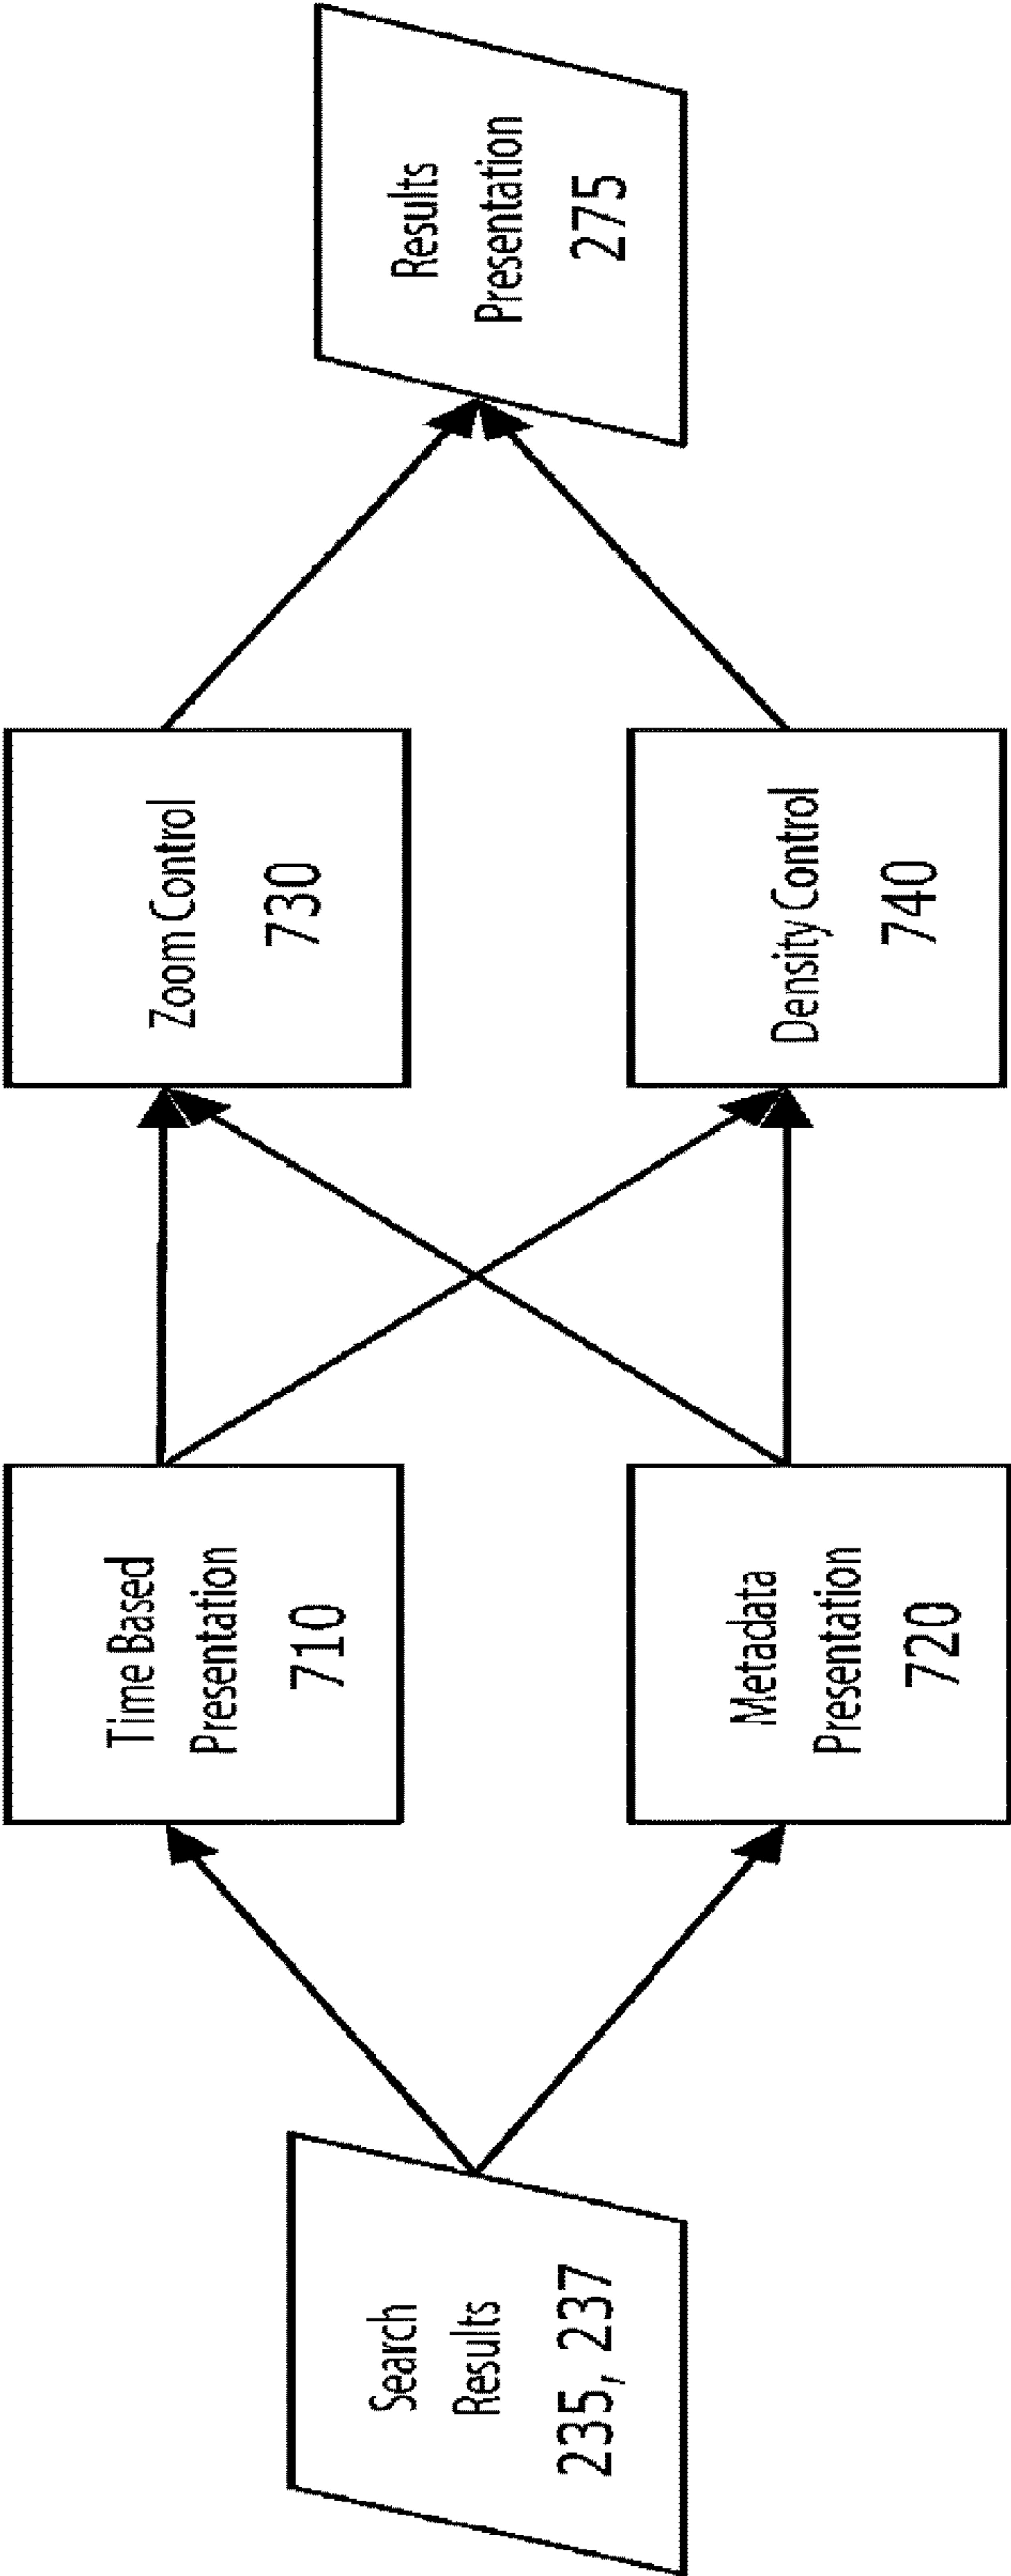 Search
Results
235, 237
Time Based
Presentation
710
Metadata
Presentation
720
Zoom Control
730
Density Control
740
Results
Presentation
275